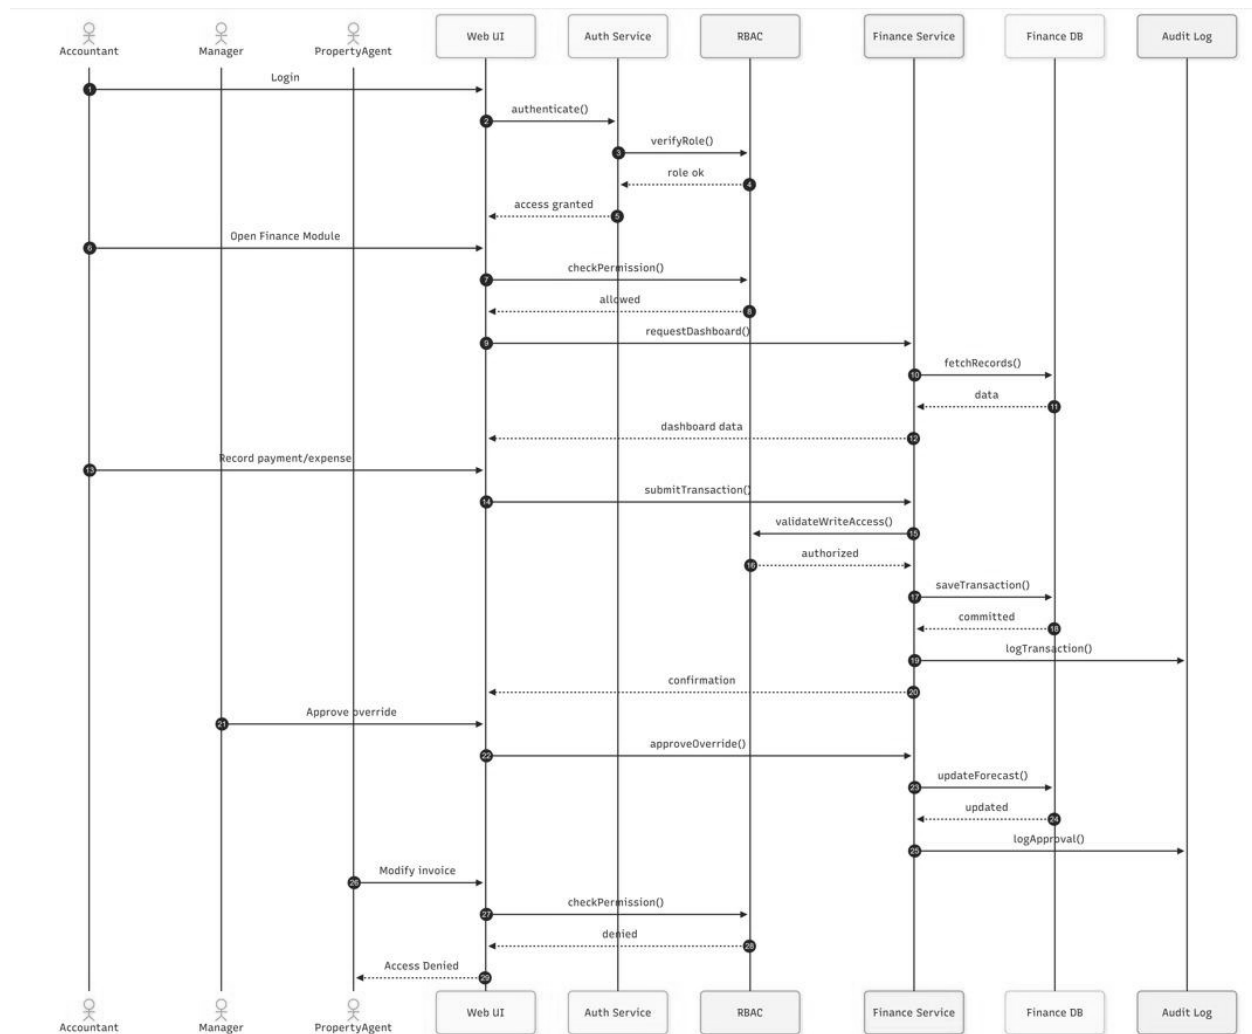 Accountant
Manager
PropertyAgent
Web UI
Auth Service
RBAC
Finance Service
Finance DB
Audit Log
Login
1
authenticate()
2
verifyRole()
3
role ok
4
access granted
5
Open Finance Module
6
checkPermission()
7
allowed
8
requestDashboard()
9
fetchRecords()
10
data
11
dashboard data
12
Record payment/expense
13
submitTransaction()
14
validateWriteAccess()
15
authorized
16
saveTransaction()
17
committed
18
logTransaction()
19
confirmation
20
Approve override
21
approveOverride()
22
updateForecast()
23
updated
24
logApproval()
25
Modify invoice
26
checkPermission()
27
denied
28
Access Denied
29
Accountant
Manager
PropertyAgent
Web UI
Auth Service
RBAC
Finance Service
Finance DB
Audit Log